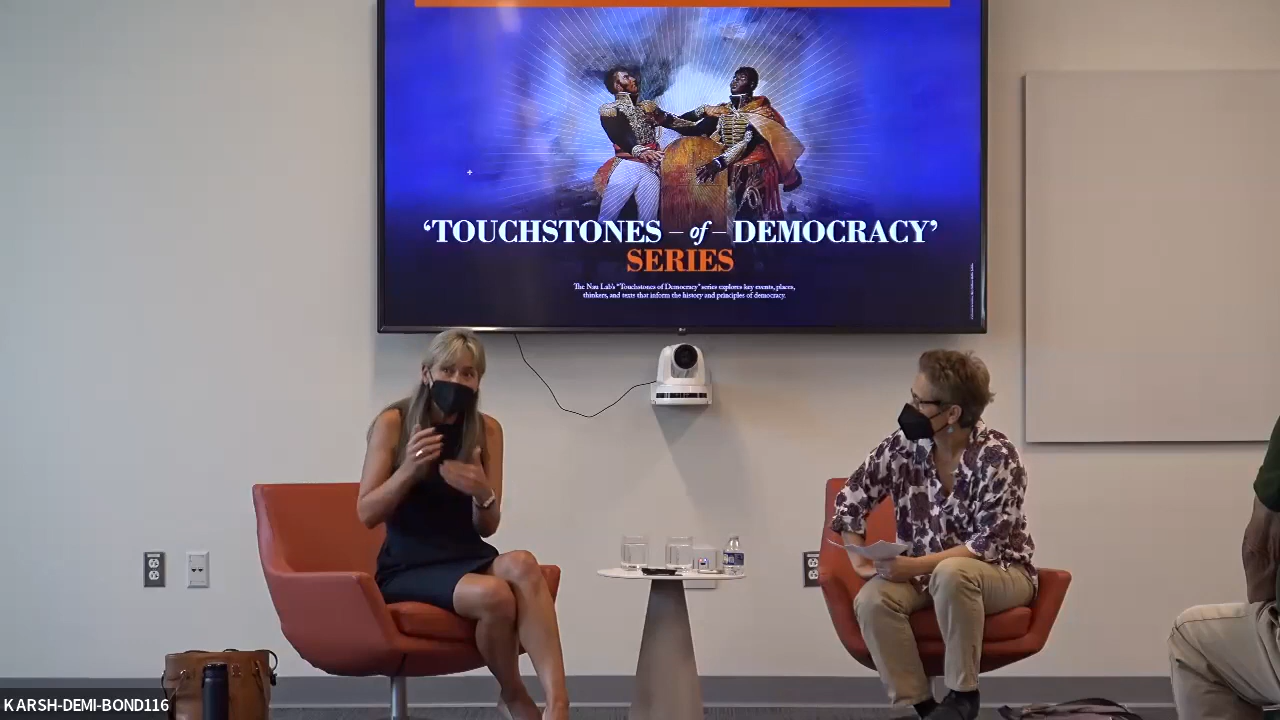 ‘TOUCHSTONES – of – DEMOCRACY’
SERIES
The Nau Lab's "Touchstones of Democracy" series explores key events, places,
thinkers, and texts that inform the history and principles of democracy.
KARSH-DEMI-BOND116